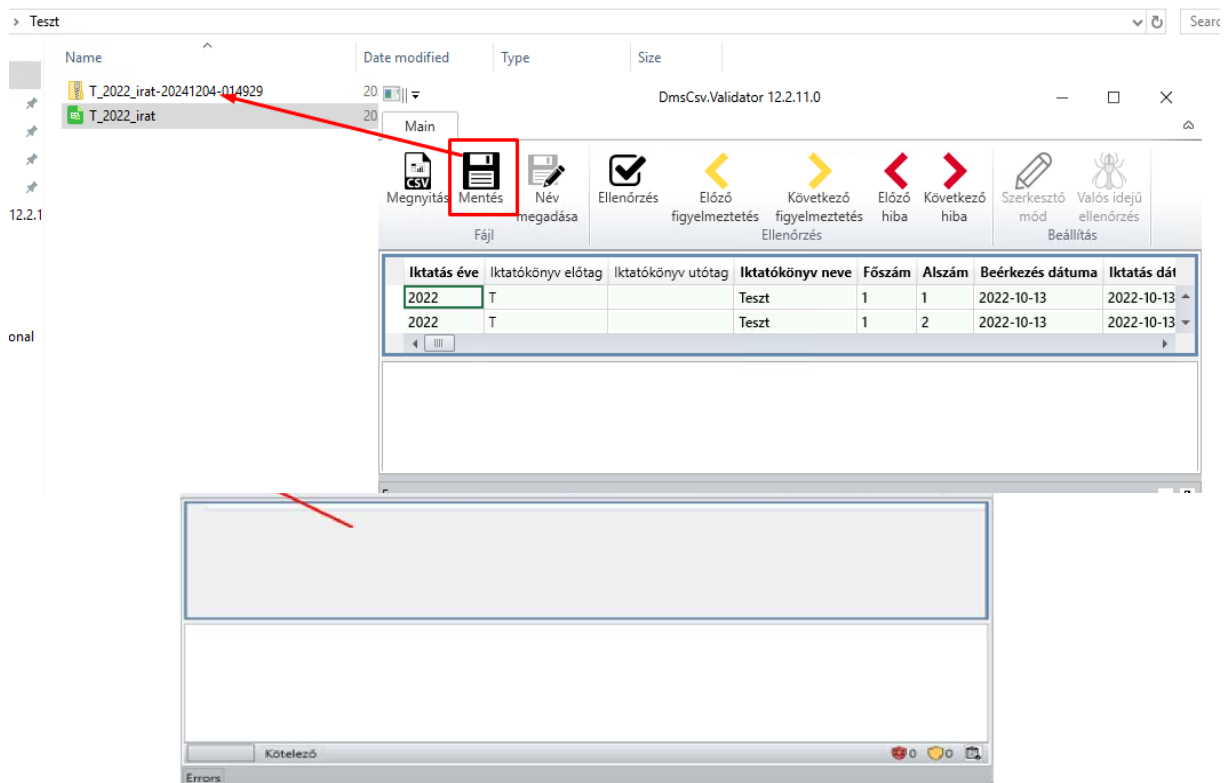 > Teszt
Searc
Name
Date modified
Type
Size
T_2022_irat-20241204-014929
20
T_2022_irat
20
12.2.1
onal
DmsCsv.Validator 12.2.11.0
Main
CSV
Megnyitás
Mentés
Név
megadása
Ellenőrzés
Előző
figyelmeztetés
Következő
figyelmeztetés
Előző
hiba
Következő
hiba
Szerkesztő
mód
Valós idejű
ellenőrzés
Fájl
Ellenőrzés
Beállítás
Iktatás éve Iktatókönyv előtag Iktatókönyv utótag Iktatókönyv neve Főszám Alszám Beérkezés dátuma Iktatás dát
2022 T Teszt 1 1 2022-10-13 2022-10-13
2022 T Teszt 1 2 2022-10-13 2022-10-13
Kötelező
0 0
Errors